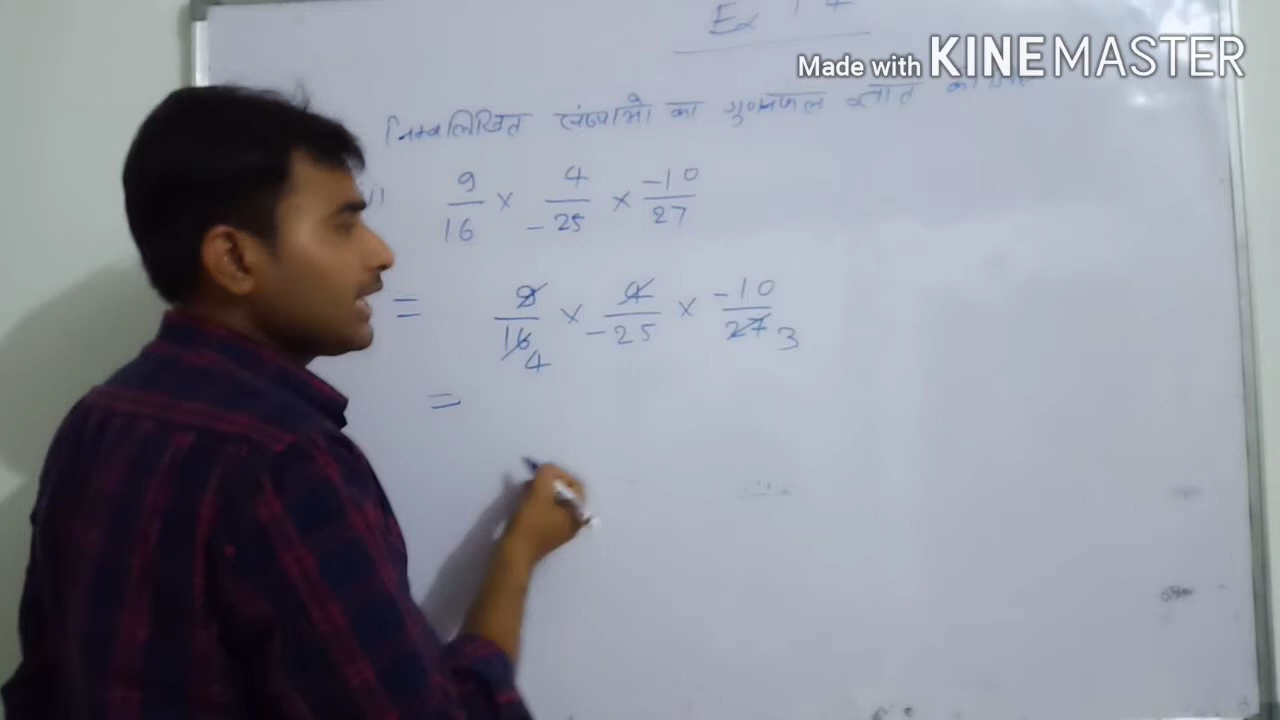 Ex 1.4
Made with KINEMASTER
निम्नलिखित संख्याओ का गुणनफल ज्ञात
9/16 × 4/-25 × -10/27
= 9/16 4 × 4/-25 × -10/27 3
=